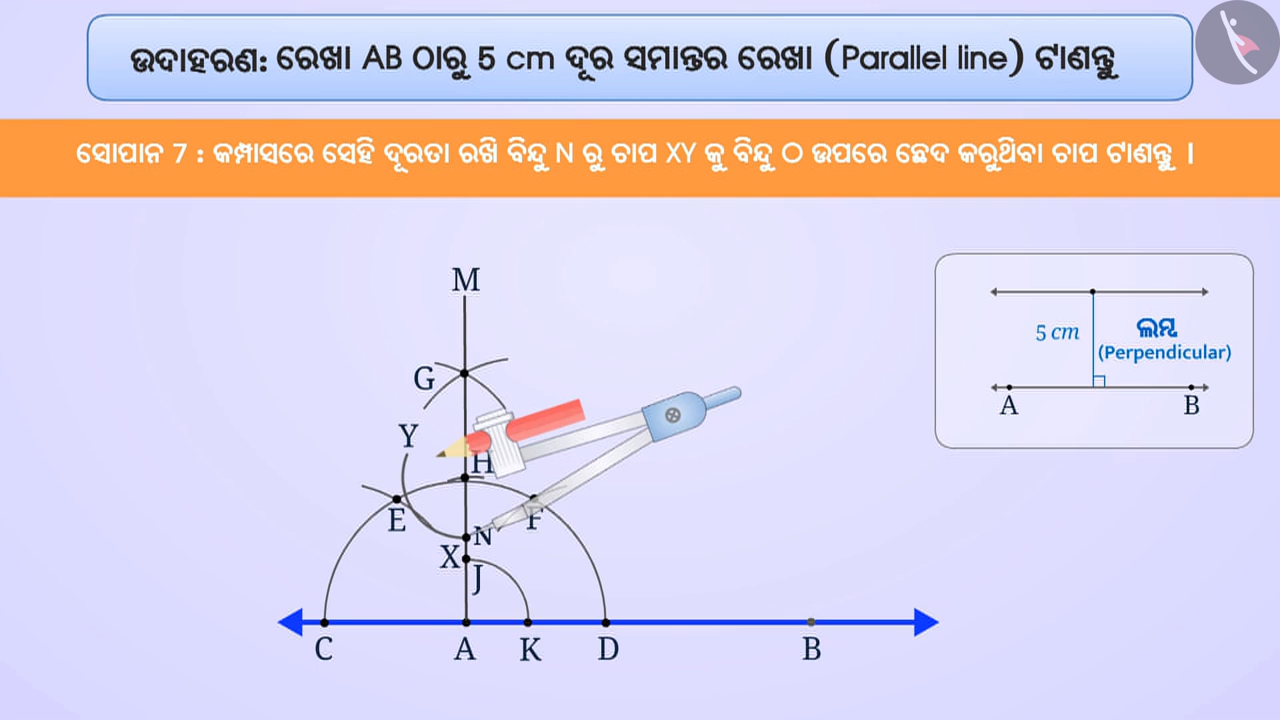 ଉଦାହରଣ: ରେଖା AB ଠାରୁ 5 cm ଦୂର ସମାନ୍ତର ରେଖା (Parallel line) ଟାଣନ୍ତୁ
ସୋପାନ 7 : କମ୍ପାସରେ ସେହି ଦୂରତା ରଖି ବିନ୍ଦୁ N ରୁ ଚାପ XY କୁ ବିନ୍ଦୁ ଠ ଉପରେ ଛେଦ କରୁଥିବା ଚାପ ଟାଣନ୍ତୁ ।
M
G
Y
H
E
F
N
X
J
C
A
K
D
B
5 cm
ଲମ୍ବ
(Perpendicular)
A
B